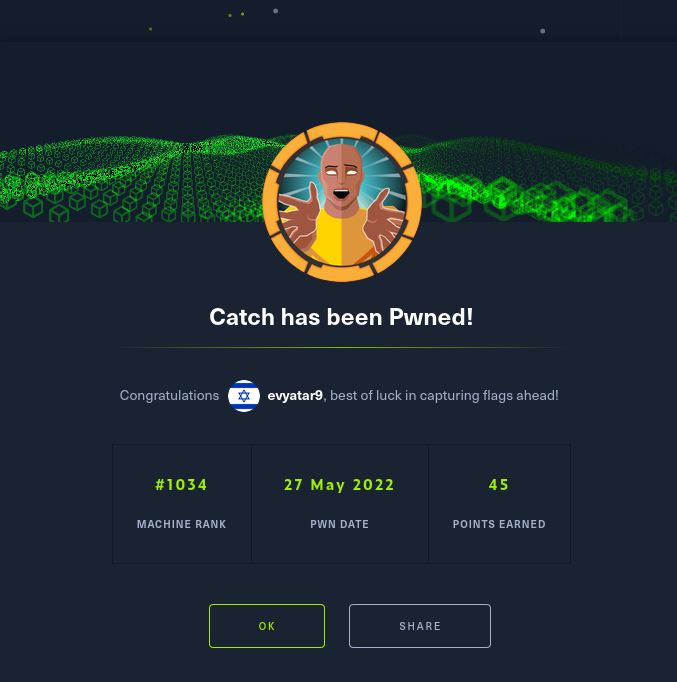 Catch has been Pwned!
Congratulations evyatar9, best of luck in capturing flags ahead!
#1034 27 May 2022 45
MACHINE RANK PWN DATE POINTS EARNED
OK SHARE